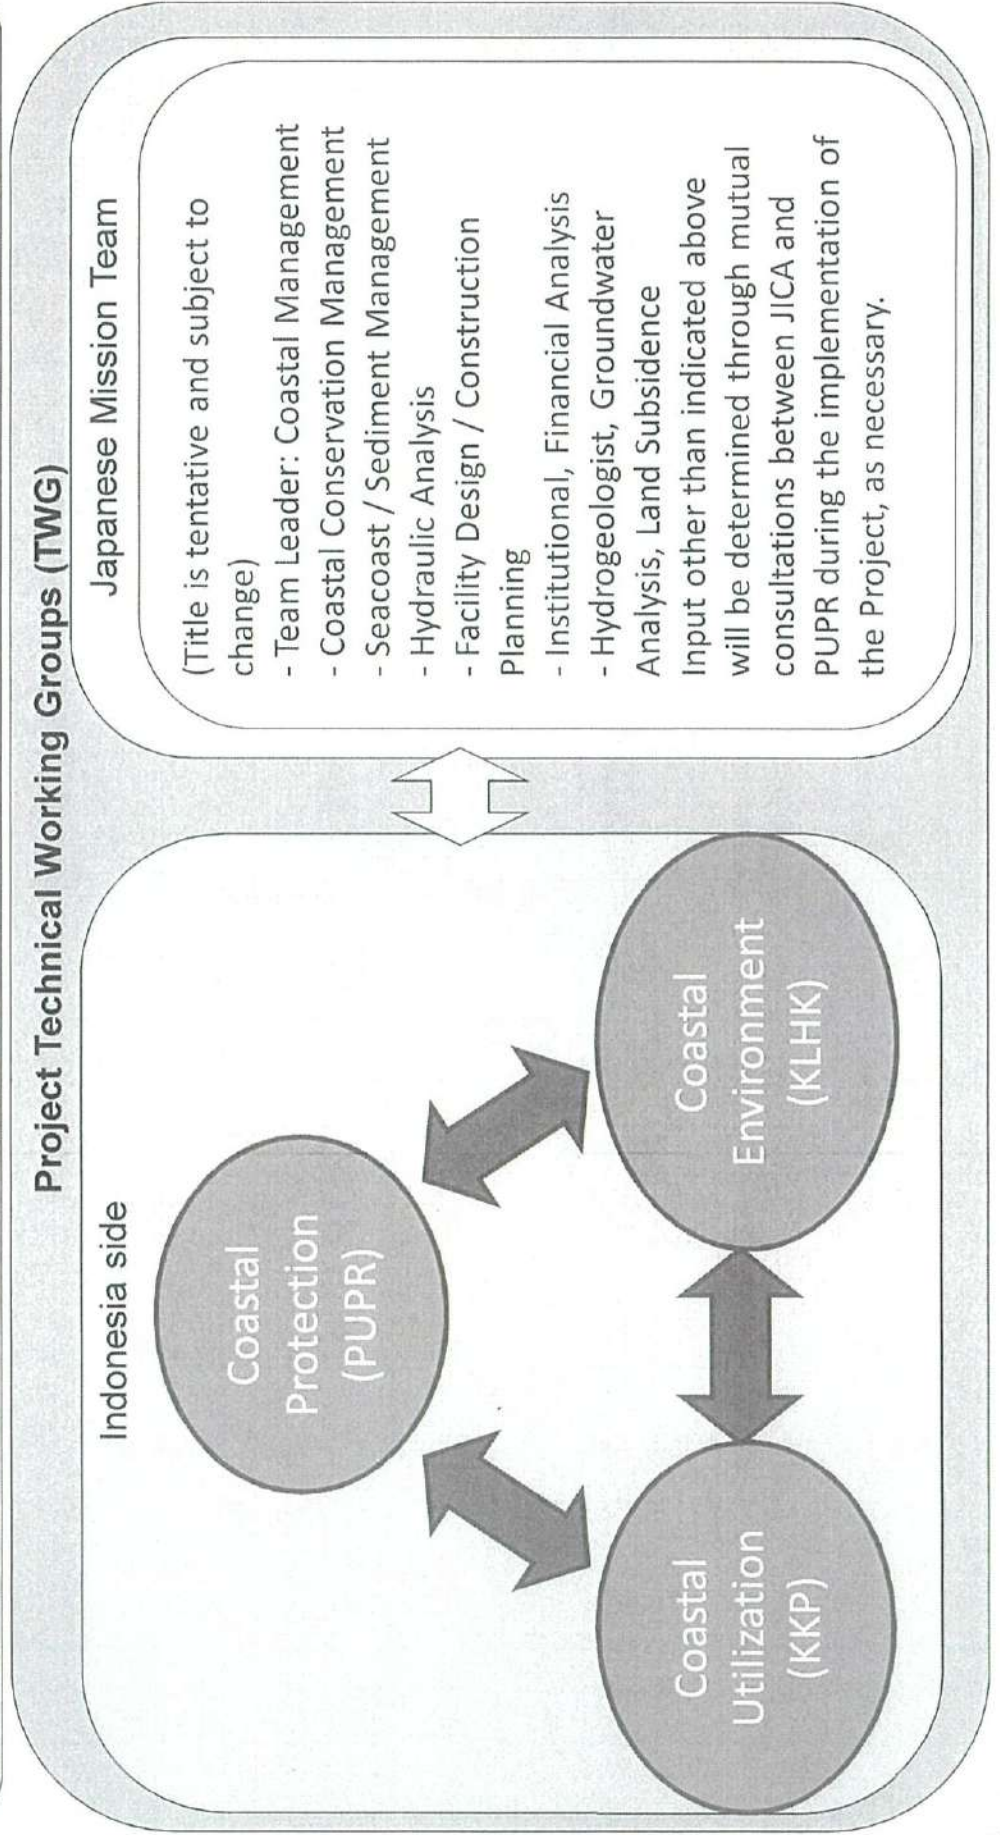 Project Technical Working Groups (TWG)
Indonesia side
Coastal
Protection
(PUPR)
Coastal
Utilization
(KKP)
Coastal
Environment
(KLHK)
Japanese Mission Team
(Title is tentative and subject to
change)
- Team Leader: Coastal Management
- Coastal Conservation Management
- Seacoast / Sediment Management
- Hydraulic Analysis
- Facility Design / Construction
Planning
- Institutional, Financial Analysis
- Hydrogeologist, Groundwater
Analysis, Land Subsidence
Input other than indicated above
will be determined through mutual
consultations between JICA and
PUPR during the implementation of
the Project, as necessary.